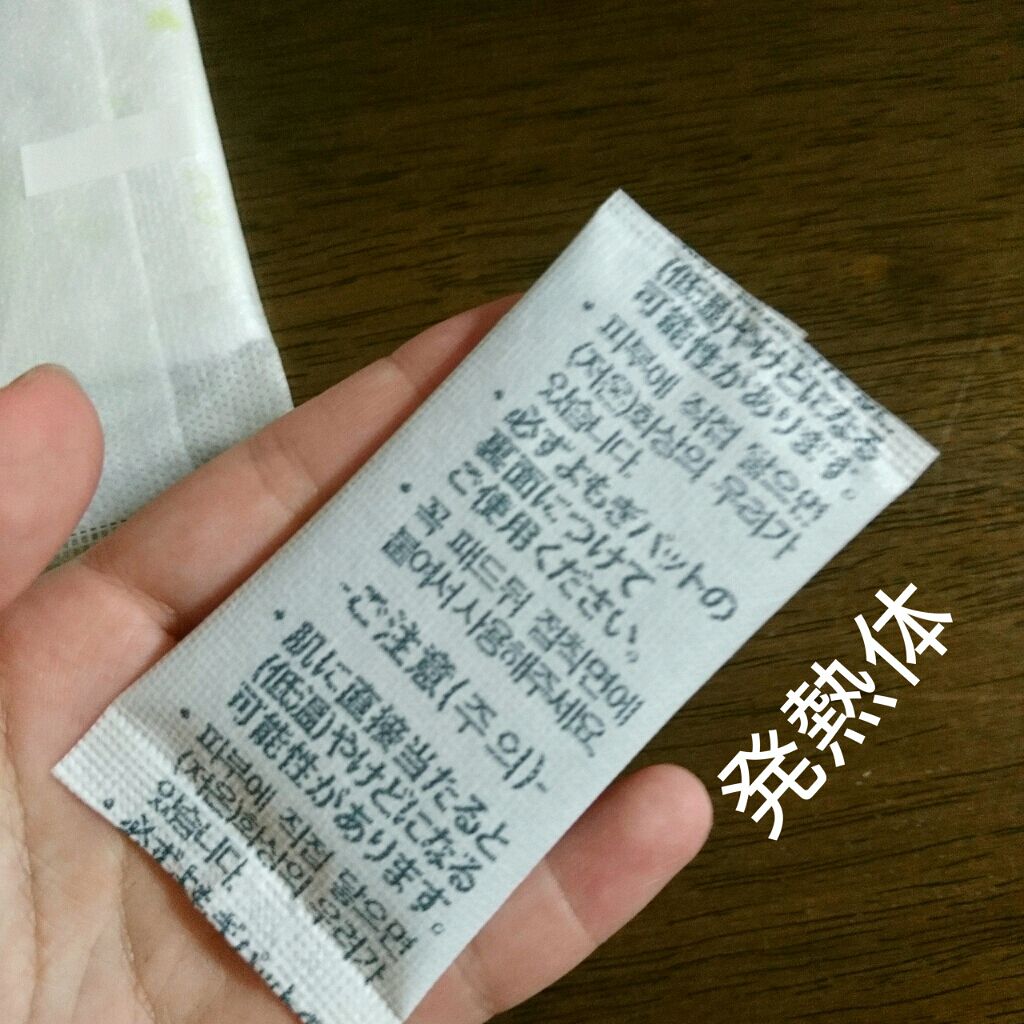 (低温)やけどになる
可能性があります。
・피부에 직접 닿으면
(저온)화상의 우려가
있습니다.
・必ずよもぎパットの
裏面につけて
ご使用ください。
・꼭 패드뒤 접착면에
붙여서 사용해주세요.
-ご注意(주의)-
・肌に直接当たると
(低温)やけどになる
可能性があります。
・피부에 직접 닿으면
(저온)화상의 우려가
있습니다.
発熱体